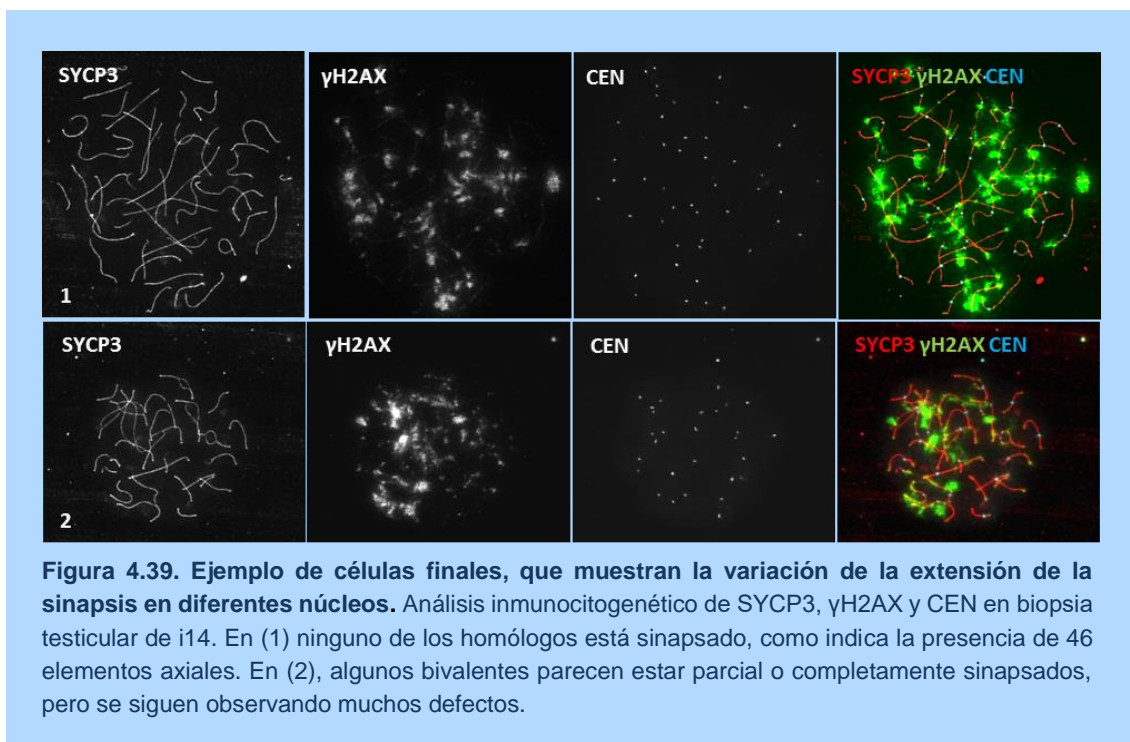 SYCP3 γH2AX CEN SYCP3 γH2AX CEN
1
SYCP3 γH2AX CEN SYCP3 γH2AX CEN
2
Figura 4.39. Ejemplo de células finales, que muestran la variación de la extensión de la
sinapsis en diferentes núcleos. Análisis inmunocitogenético de SYCP3, γH2AX y CEN en biopsia
testicular de i14. En (1) ninguno de los homólogos está sinapsado, como indica la presencia de 46
elementos axiales. En (2), algunos bivalentes parecen estar parcial o completamente sinapsados,
pero se siguen observando muchos defectos.